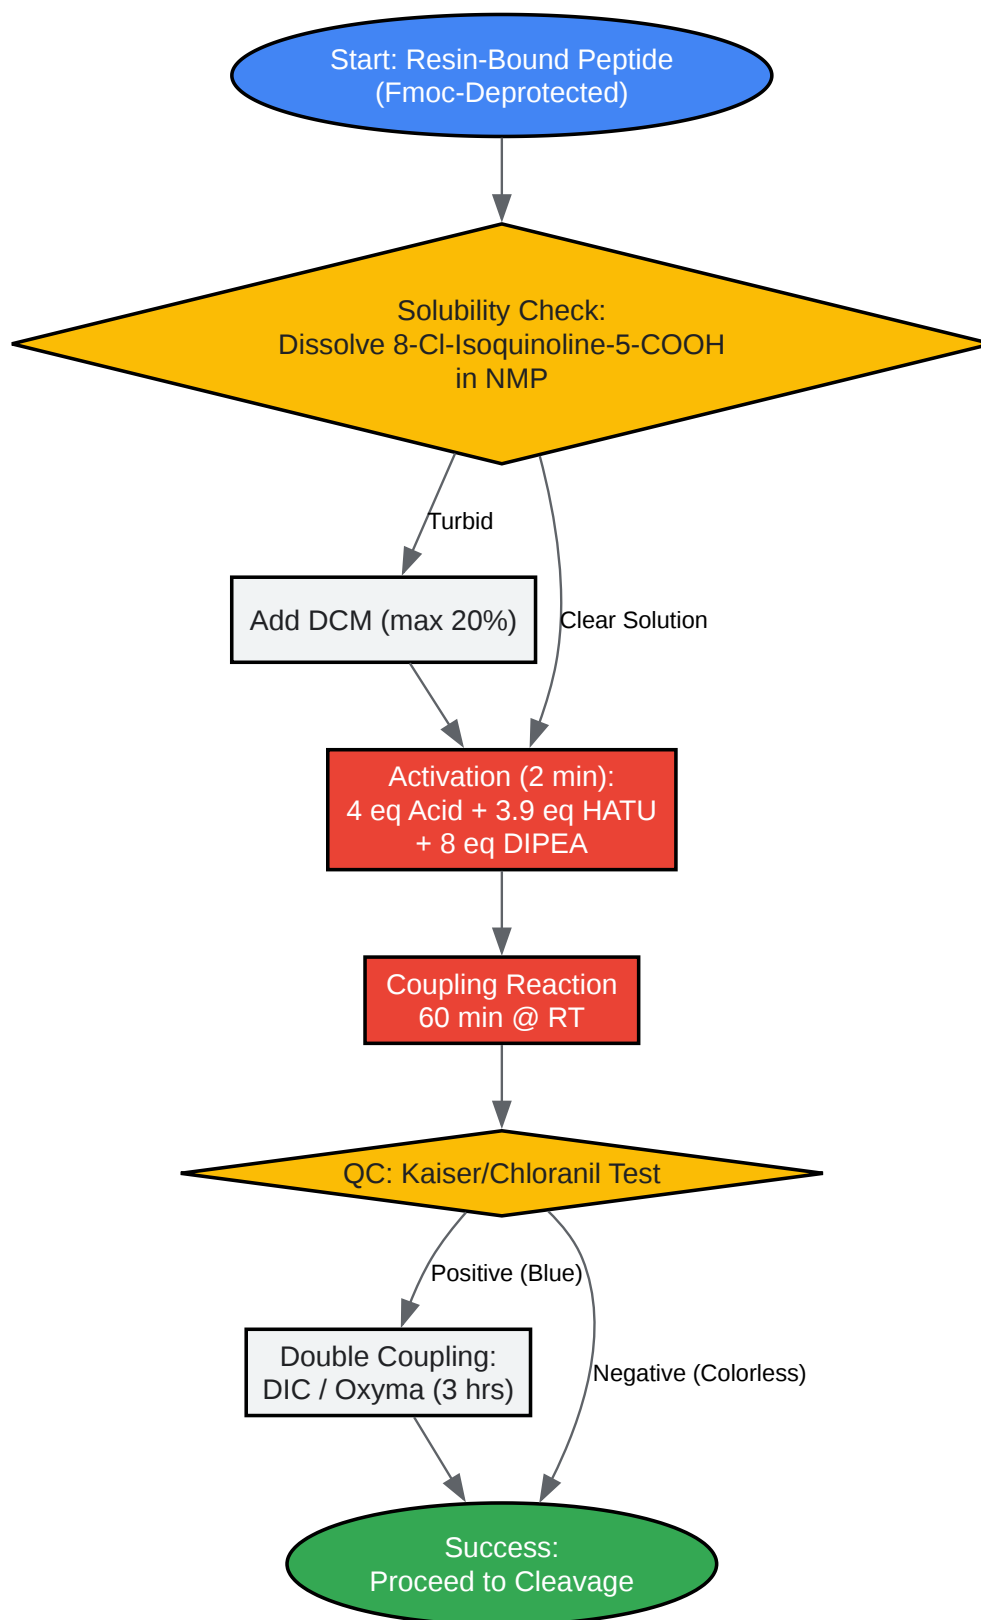 Start: Resin-Bound Peptide
(Fmoc-Deprotected)
Solubility Check:
Dissolve 8-Cl-Isoquinoline-5-COOH
in NMP
Turbid
Add DCM (max 20%)
Clear Solution
Activation (2 min):
4 eq Acid + 3.9 eq HATU
+ 8 eq DIPEA
Coupling Reaction
60 min @ RT
QC: Kaiser/Chloranil Test
Positive (Blue)
Double Coupling:
DIC / Oxyma (3 hrs)
Negative (Colorless)
Success:
Proceed to Cleavage